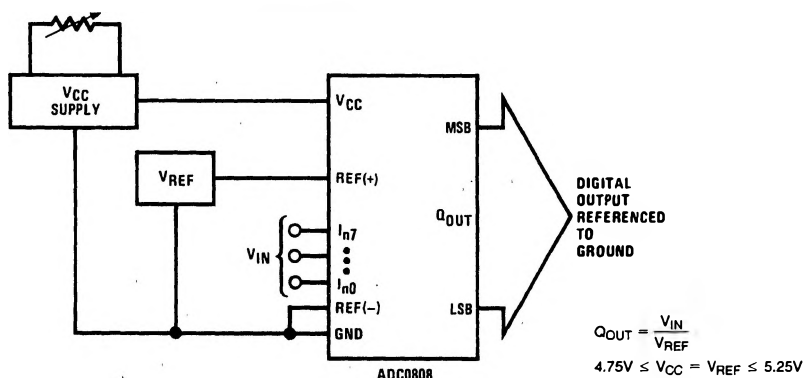 VCC
SUPPLY
VREF
VIN
VCC
REF(+)
In7
In0
REF(−)
GND
MSB
QOUT
LSB
ADC0808
DIGITAL
OUTPUT
REFERENCED
TO
GROUND
QOUT = VIN / VREF
4.75V ≤ VCC = VREF ≤ 5.25V